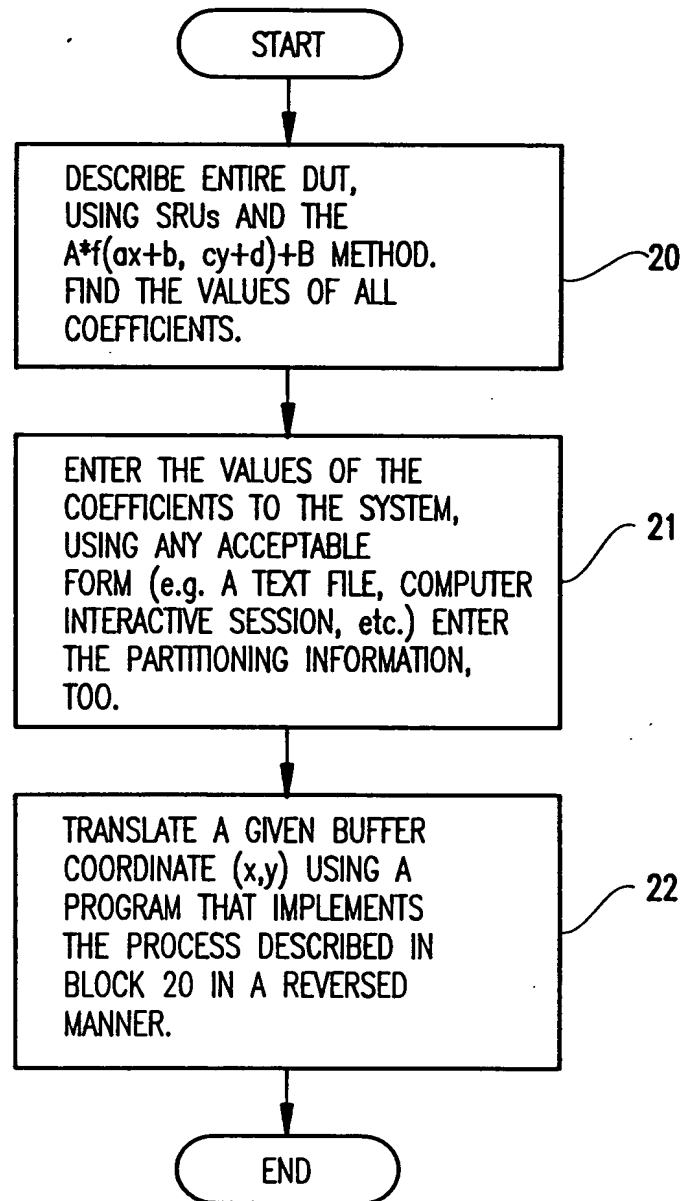 START
DESCRIBE ENTIRE DUT,
USING SRUs AND THE
A*f(ax+b, cy+d)+B METHOD.
FIND THE VALUES OF ALL
COEFFICIENTS.
20
ENTER THE VALUES OF THE
COEFFICIENTS TO THE SYSTEM,
USING ANY ACCEPTABLE
FORM (e.g. A TEXT FILE, COMPUTER
INTERACTIVE SESSION, etc.) ENTER
THE PARTITIONING INFORMATION,
TOO.
21
TRANSLATE A GIVEN BUFFER
COORDINATE (x,y) USING A
PROGRAM THAT IMPLEMENTS
THE PROCESS DESCRIBED IN
BLOCK 20 IN A REVERSED
MANNER.
22
END